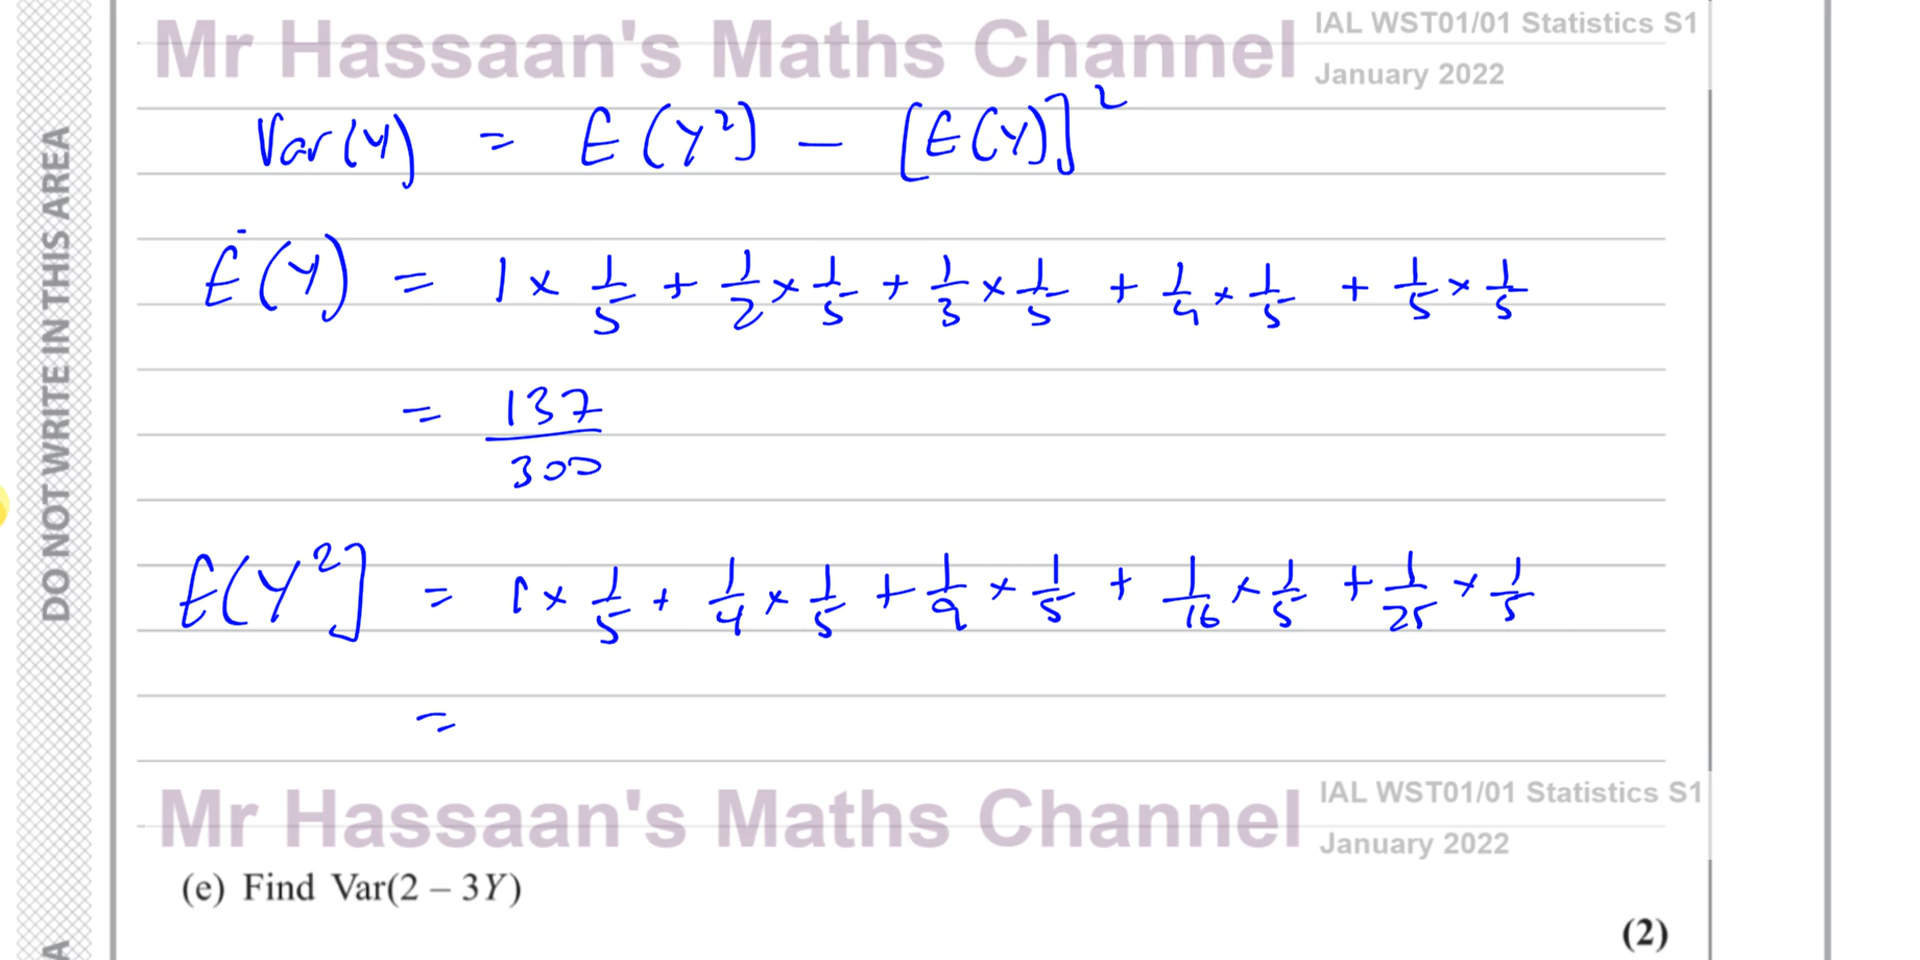 Mr Hassaan's Maths Channel
IAL WST01/01 Statistics S1
January 2022
Var(Y) = E(Y²) − [E(Y)]²
E(Y) = 1 × 1/5 + 1/2 × 1/5 + 1/3 × 1/5 + 1/4 × 1/5 + 1/5 × 1/5
= 137/300
E(Y²] = 1 × 1/5 + 1/4 × 1/5 + 1/9 × 1/5 + 1/16 × 1/5 + 1/25 × 1/5
=
Mr Hassaan's Maths Channel
IAL WST01/01 Statistics S1
January 2022
(e) Find Var(2 – 3Y)
(2)
DO NOT WRITE IN THIS AREA
A